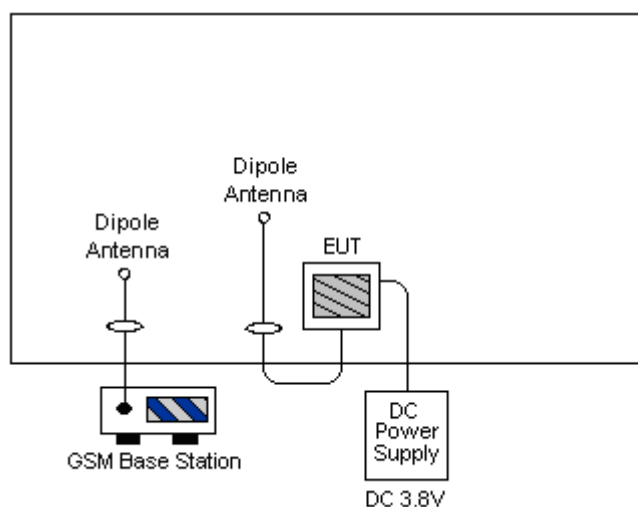 Dipole
Antenna
Dipole
Antenna
EUT
GSM Base Station
DC
Power
Supply
DC 3.8V